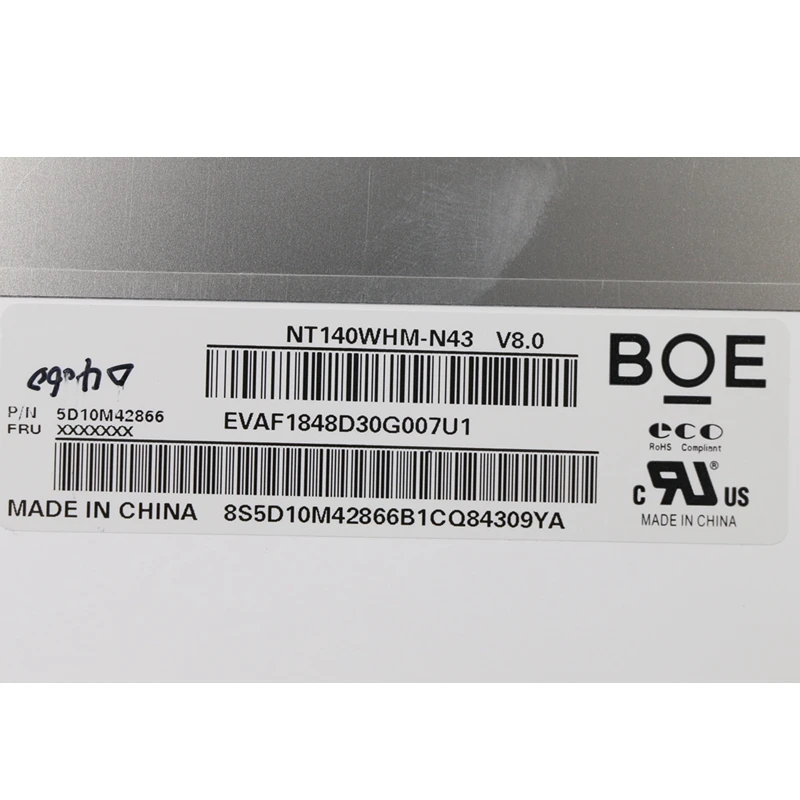 NT140WHM-N43 V8.0
BOE
EVAF1848D30G007U1
P/N 5D10M42866
FRU XXXXXXX
eco
RoHS Compliant
MADE IN CHINA 8S5D10M42866B1CQ84309YA
C RU ® US
MADE IN CHINA